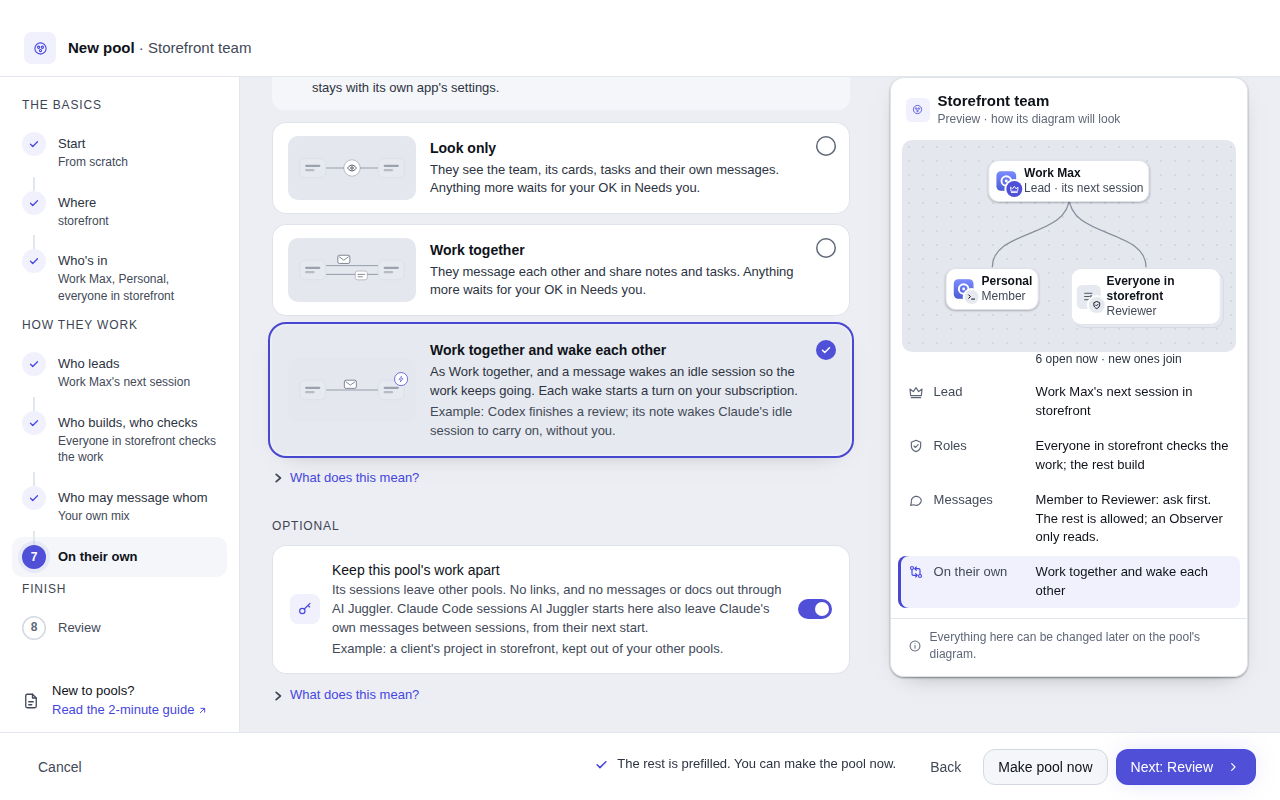 New pool · Storefront team
THE BASICS
Start
From scratch
Where
storefront
Who's in
Work Max, Personal,
everyone in storefront
HOW THEY WORK
Who leads
Work Max's next session
Who builds, who checks
Everyone in storefront checks
the work
Who may message whom
Your own mix
7
On their own
FINISH
8
Review
New to pools?
Read the 2-minute guide
stays with its own app's settings.
Look only
They see the team, its cards, tasks and their own messages.
Anything more waits for your OK in Needs you.
Work together
They message each other and share notes and tasks. Anything
more waits for your OK in Needs you.
Work together and wake each other
As Work together, and a message wakes an idle session so the
work keeps going. Each wake starts a turn on your subscription.
Example: Codex finishes a review; its note wakes Claude's idle
session to carry on, without you.
What does this mean?
OPTIONAL
Keep this pool's work apart
Its sessions leave other pools. No links, and no messages or docs out through
AI Juggler. Claude Code sessions AI Juggler starts here also leave Claude's
own messages between sessions, from their next start.
Example: a client's project in storefront, kept out of your other pools.
What does this mean?
Storefront team
Preview · how its diagram will look
Work Max
Lead · its next session
Personal
Member
Everyone in
storefront
Reviewer
6 open now · new ones join
Lead
Work Max's next session in
storefront
Roles
Everyone in storefront checks the
work; the rest build
Messages
Member to Reviewer: ask first.
The rest is allowed; an Observer
only reads.
On their own
Work together and wake each
other
Everything here can be changed later on the pool's
diagram.
Cancel
The rest is prefilled. You can make the pool now.
Back
Make pool now
Next: Review